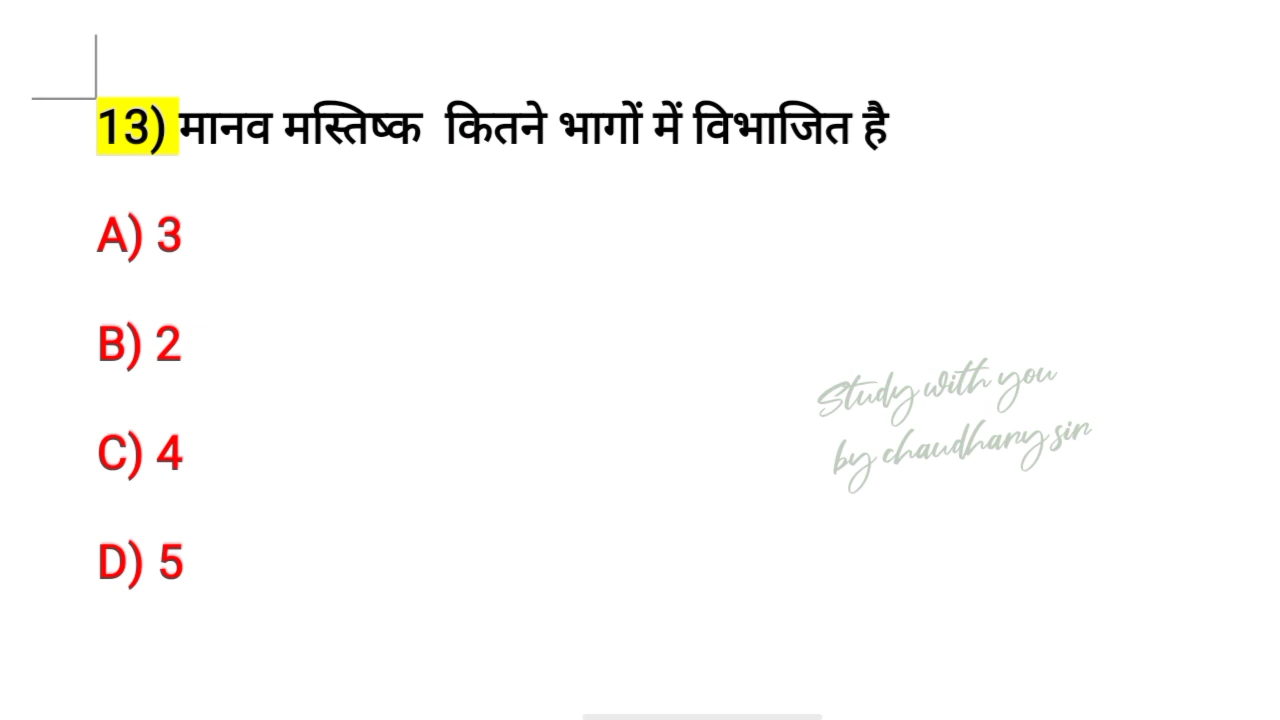 13) मानव मस्तिष्क कितने भागों में विभाजित है
A) 3
B) 2
C) 4
D) 5
Study with you
by chaudhary sir